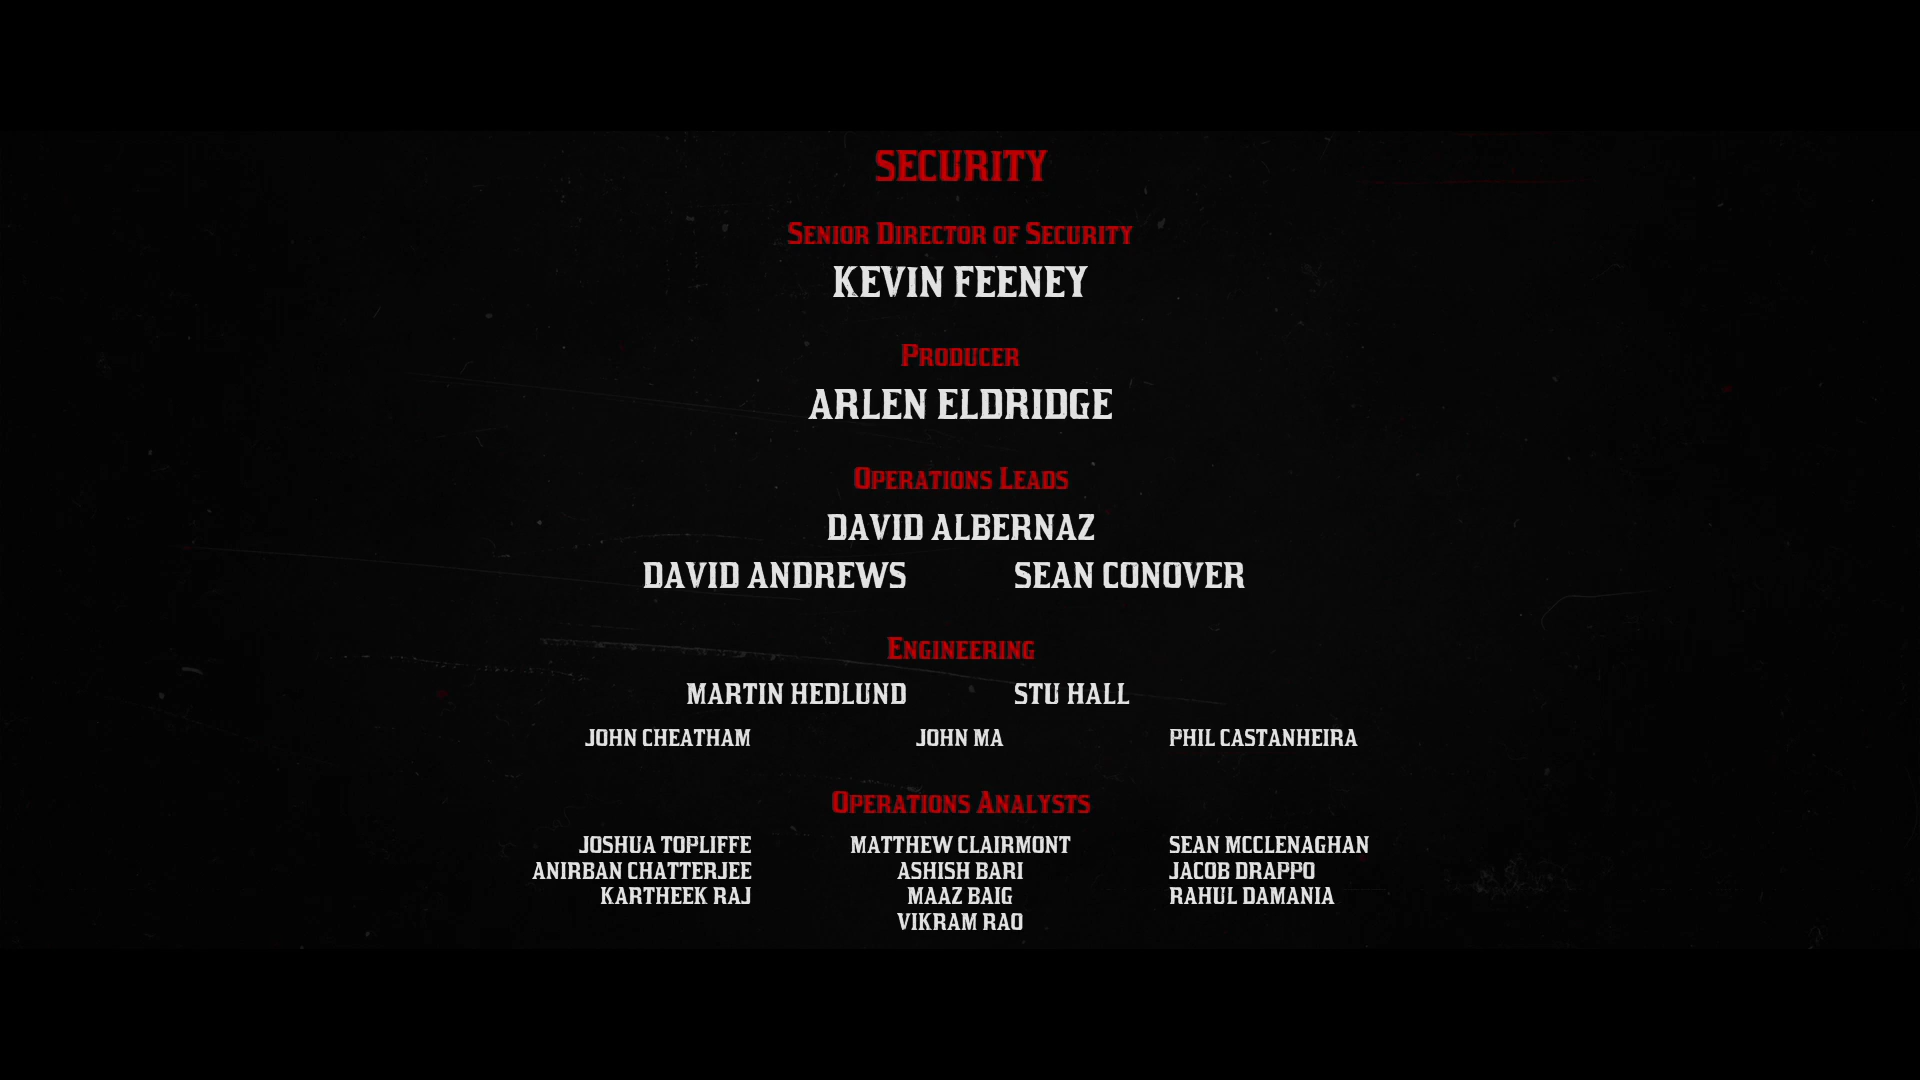 SECURITY
SENIOR DIRECTOR OF SECURITY
KEVIN FEENEY
PRODUCER
ARLEN ELDRIDGE
OPERATIONS LEADS
DAVID ALBERNAZ
DAVID ANDREWS SEAN CONOVER
ENGINEERING
MARTIN HEDLUND STU HALL
JOHN CHEATHAM JOHN MA PHIL CASTANHEIRA
OPERATIONS ANALYSTS
JOSHUA TOPLIFFE MATTHEW CLAIRMONT SEAN MCCLENAGHAN
ANIRBAN CHATTERJEE ASHISH BARI JACOB DRAPPO
KARTHEEK RAJ MAAZ BAIG RAHUL DAMANIA
VIKRAM RAO